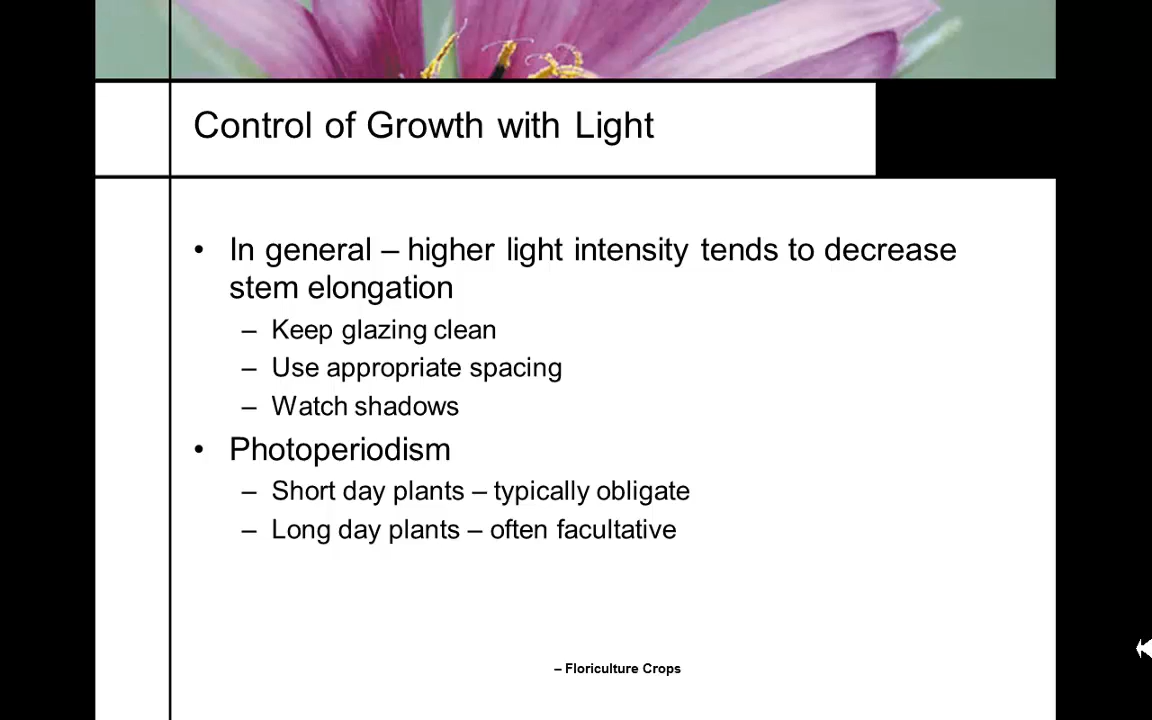 Control of Growth with Light
• In general – higher light intensity tends to decrease
stem elongation
– Keep glazing clean
– Use appropriate spacing
– Watch shadows
• Photoperiodism
– Short day plants – typically obligate
– Long day plants – often facultative
– Floriculture Crops